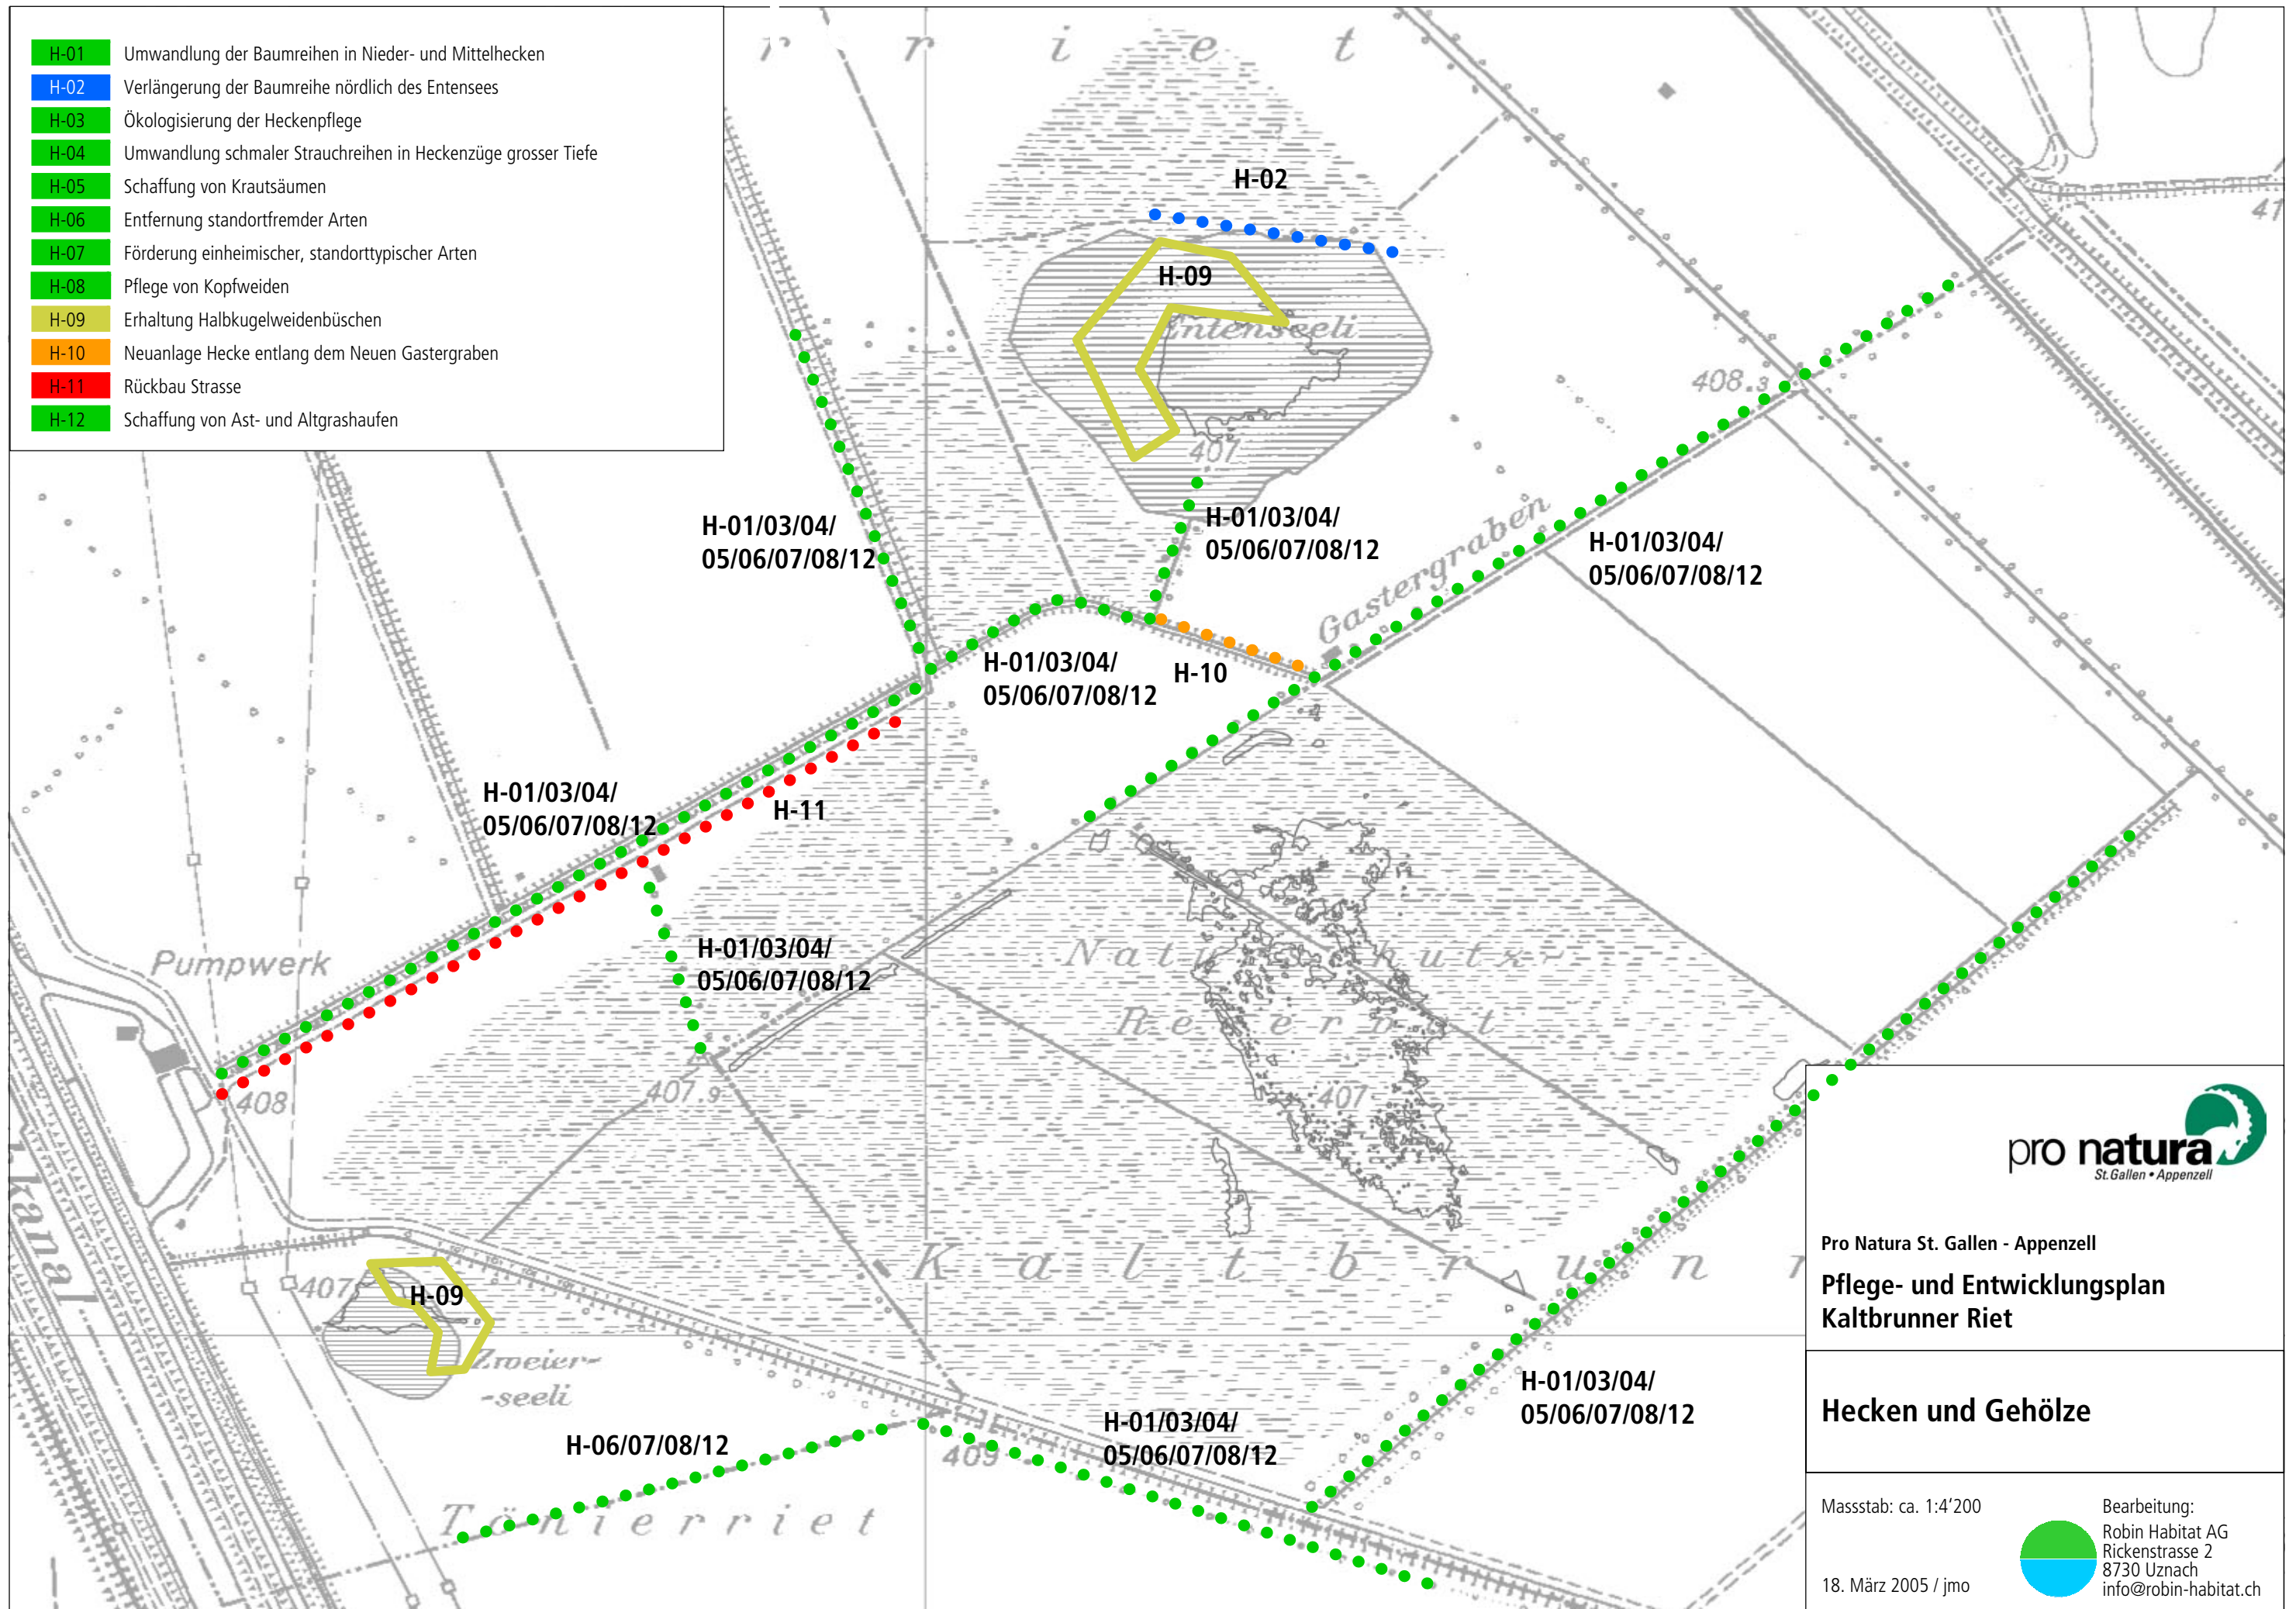 H-01 Umwandlung der Baumreihen in Nieder- und Mittelhecken
H-02 Verlängerung der Baumreihe nördlich des Entensees
H-03 Ökologisierung der Heckenpflege
H-04 Umwandlung schmaler Strauchreihen in Heckenzüge grosser Tiefe
H-05 Schaffung von Krautsäumen
H-06 Entfernung standortfremder Arten
H-07 Förderung einheimischer, standorttypischer Arten
H-08 Pflege von Kopfweiden
H-09 Erhaltung Halbkugelweidenbüschen
H-10 Neuanlage Hecke entlang dem Neuen Gastergraben
H-11 Rückbau Strasse
H-12 Schaffung von Ast- und Altgrashaufen
rriet
H-02
41
H-09
Entenseeli
408.3
407
H-01/03/04/
05/06/07/08/12
H-01/03/04/
05/06/07/08/12
Gastergraben
H-01/03/04/
05/06/07/08/12
H-01/03/04/
05/06/07/08/12
H-10
H-01/03/04/
05/06/07/08/12
H-11
Pumpwerk
H-01/03/04/
05/06/07/08/12
408
407.9
407
kanal
Kaltbrunn
407
H-09
Zweier-
-seeli
H-01/03/04/
05/06/07/08/12
H-01/03/04/
05/06/07/08/12
H-06/07/08/12
409
Tönierriet
pro natura
St.Gallen • Appenzell
Pro Natura St. Gallen - Appenzell
Pflege- und Entwicklungsplan
Kaltbrunner Riet
Hecken und Gehölze
Massstab: ca. 1:4’200
18. März 2005 / jmo
Bearbeitung:
Robin Habitat AG
Rickenstrasse 2
8730 Uznach
info@robin-habitat.ch